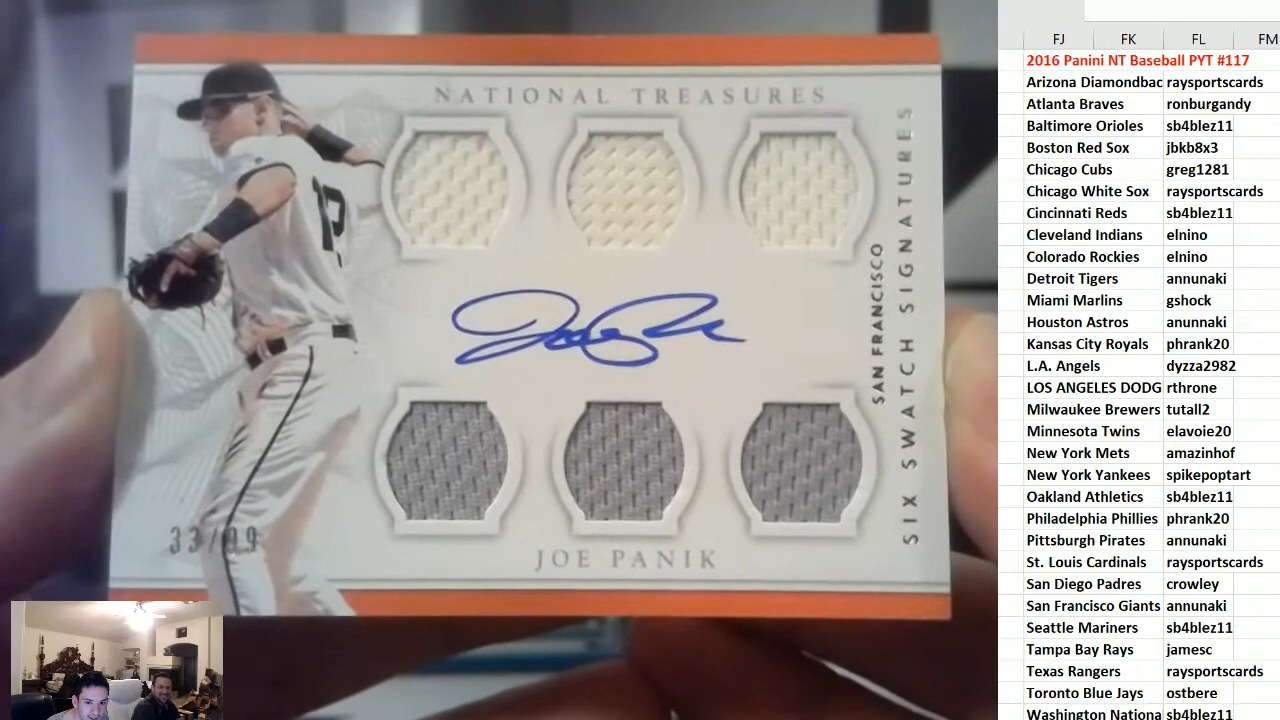 NATIONAL TREASURES
12
SAN FRANCISCO
SIX SWATCH SIGNATURES
33/99
JOE PANIK
FJ FK FL FM
2016 Panini NT Baseball PYT #117
Arizona Diamondbac raysportscards
Atlanta Braves ronburgandy
Baltimore Orioles sb4blez11
Boston Red Sox jbkb8x3
Chicago Cubs greg1281
Chicago White Sox raysportscards
Cincinnati Reds sb4blez11
Cleveland Indians elnino
Colorado Rockies elnino
Detroit Tigers annunaki
Miami Marlins gshock
Houston Astros anunnaki
Kansas City Royals phrank20
L.A. Angels dyzza2982
LOS ANGELES DODG rthrone
Milwaukee Brewers tutall2
Minnesota Twins elavoie20
New York Mets amazinhof
New York Yankees spikepoptart
Oakland Athletics sb4blez11
Philadelphia Phillies phrank20
Pittsburgh Pirates annunaki
St. Louis Cardinals raysportscards
San Diego Padres crowley
San Francisco Giants annunaki
Seattle Mariners sb4blez11
Tampa Bay Rays jamesc
Texas Rangers raysportscards
Toronto Blue Jays ostbere
Washington Nationa sb4blez11